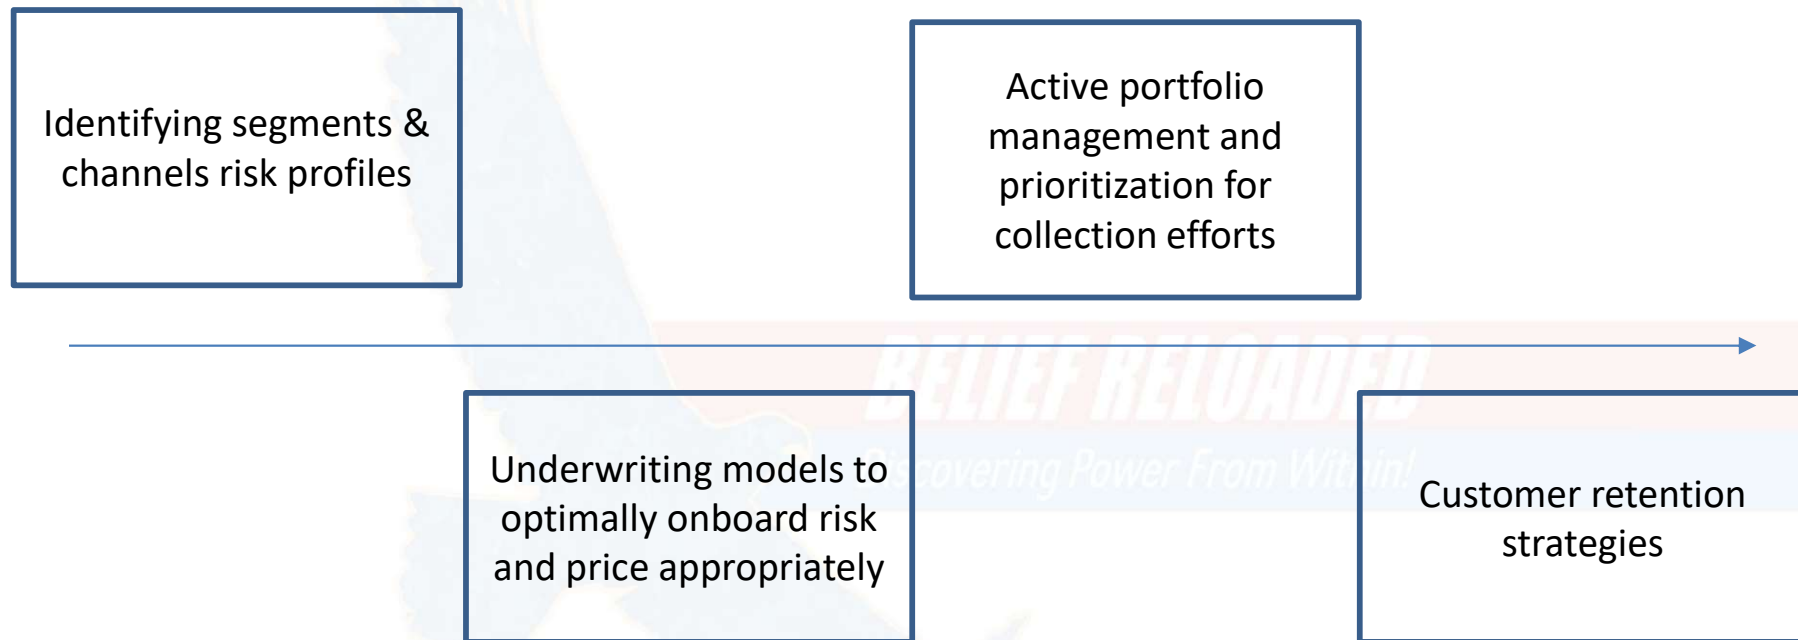 Identifying segments &
channels risk profiles
Active portfolio
management and
prioritization for
collection efforts
BELIEF RELOADED
Discovering Power From Within!
Underwriting models to
optimally onboard risk
and price appropriately
Customer retention
strategies